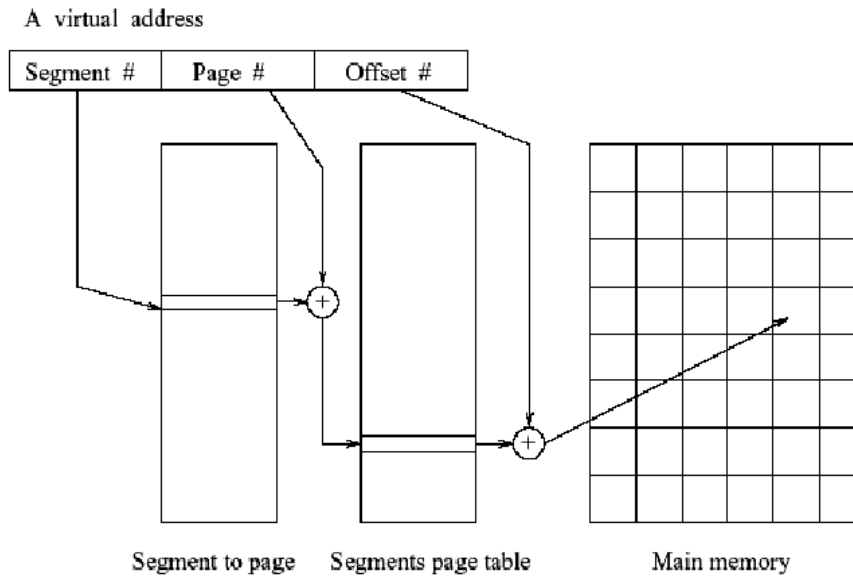 A virtual address
Segment # Page # Offset #
+
+
Segment to page Segments page table Main memory